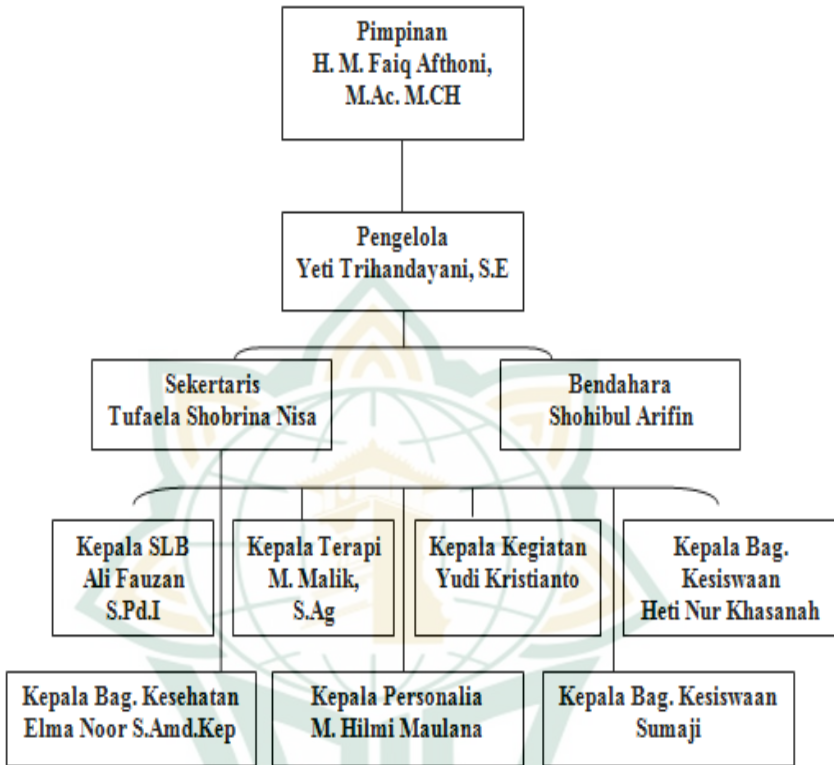 Pimpinan
H. M. Faiq Afthoni,
M.Ac. M.CH
Pengelola
Yeti Trihandayani, S.E
Sekertaris
Tufaela Shobrina Nisa
Bendahara
Shohibul Arifin
Kepala SLB
Ali Fauzan
S.Pd.I
Kepala Terapi
M. Malik,
S.Ag
Kepala Kegiatan
Yudi Kristianto
Kepala Bag.
Kesiswaan
Heti Nur Khasanah
Kepala Bag. Kesehatan
Elma Noor S.Amd.Kep
Kepala Personalia
M. Hilmi Maulana
Kepala Bag. Kesiswaan
Sumaji